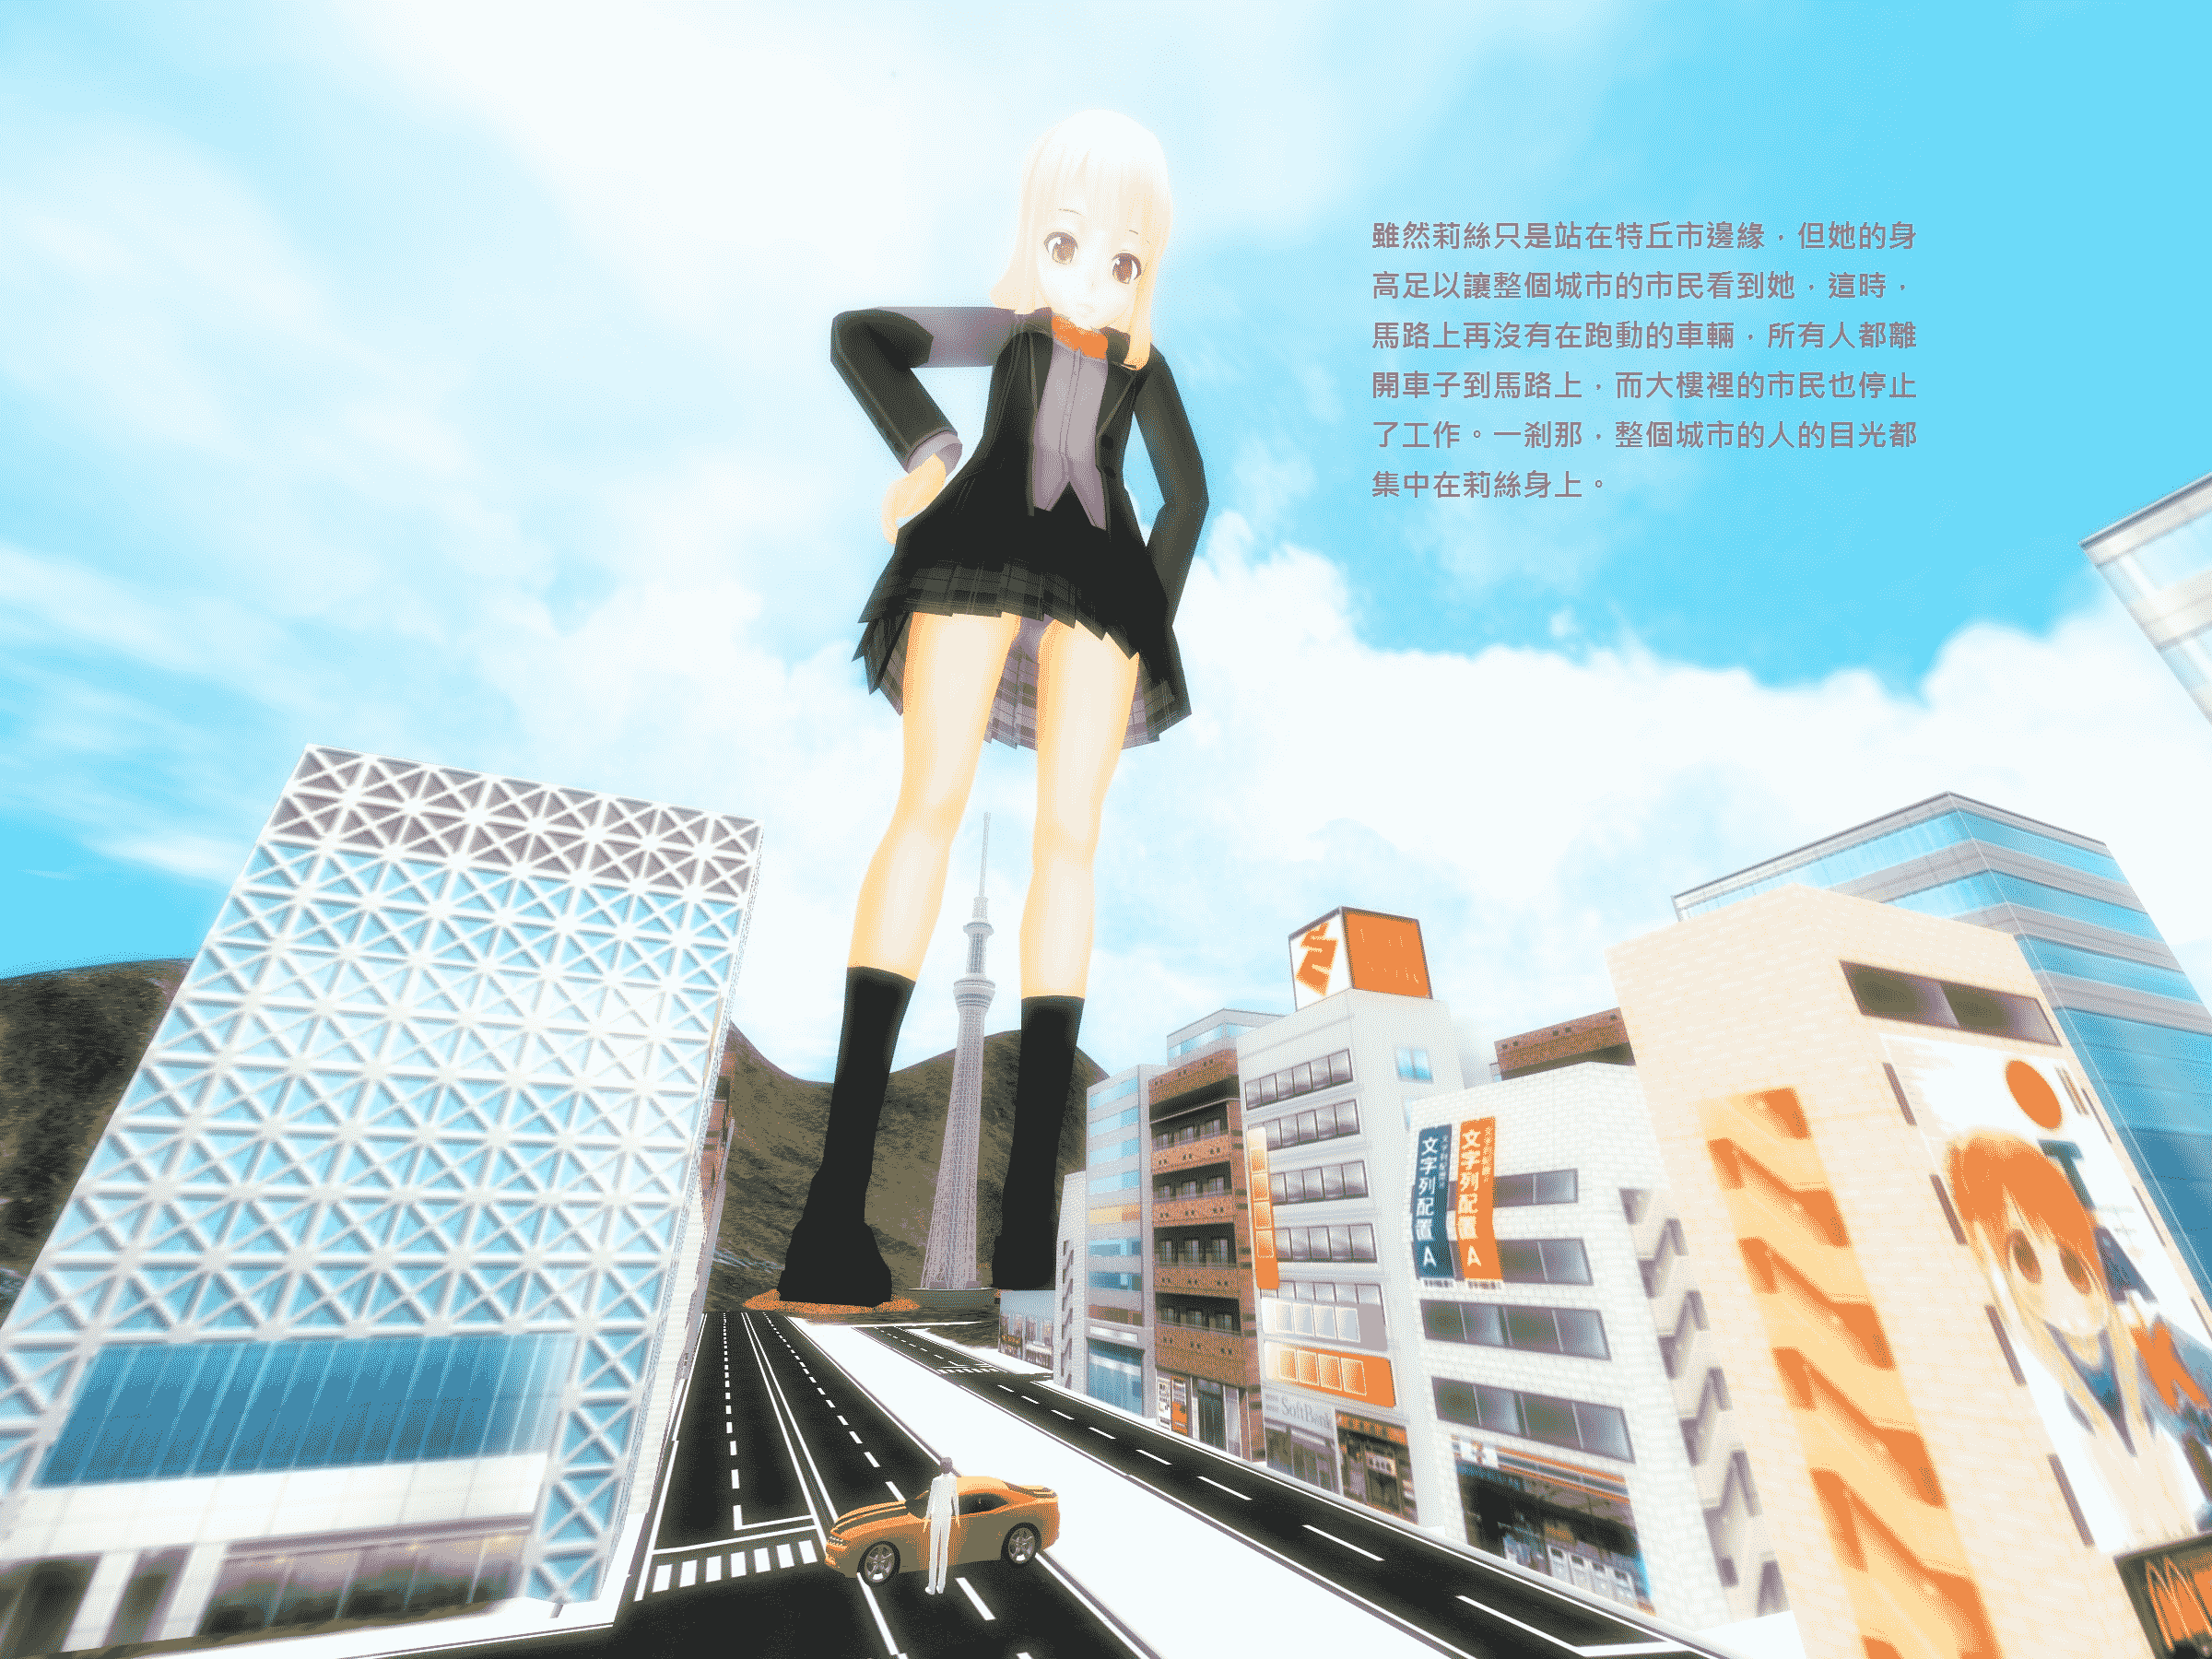 雖然莉絲只是站在特丘市邊緣，但她的身
高足以讓整個城市的市民看到她，這時，
馬路上再沒有在跑動的車輛，所有人都離
開車子到馬路上，而大樓裡的市民也停止
了工作。一剎那，整個城市的人的目光都
集中在莉絲身上。
文字列配置 A
文字列配置 A
SoftBank